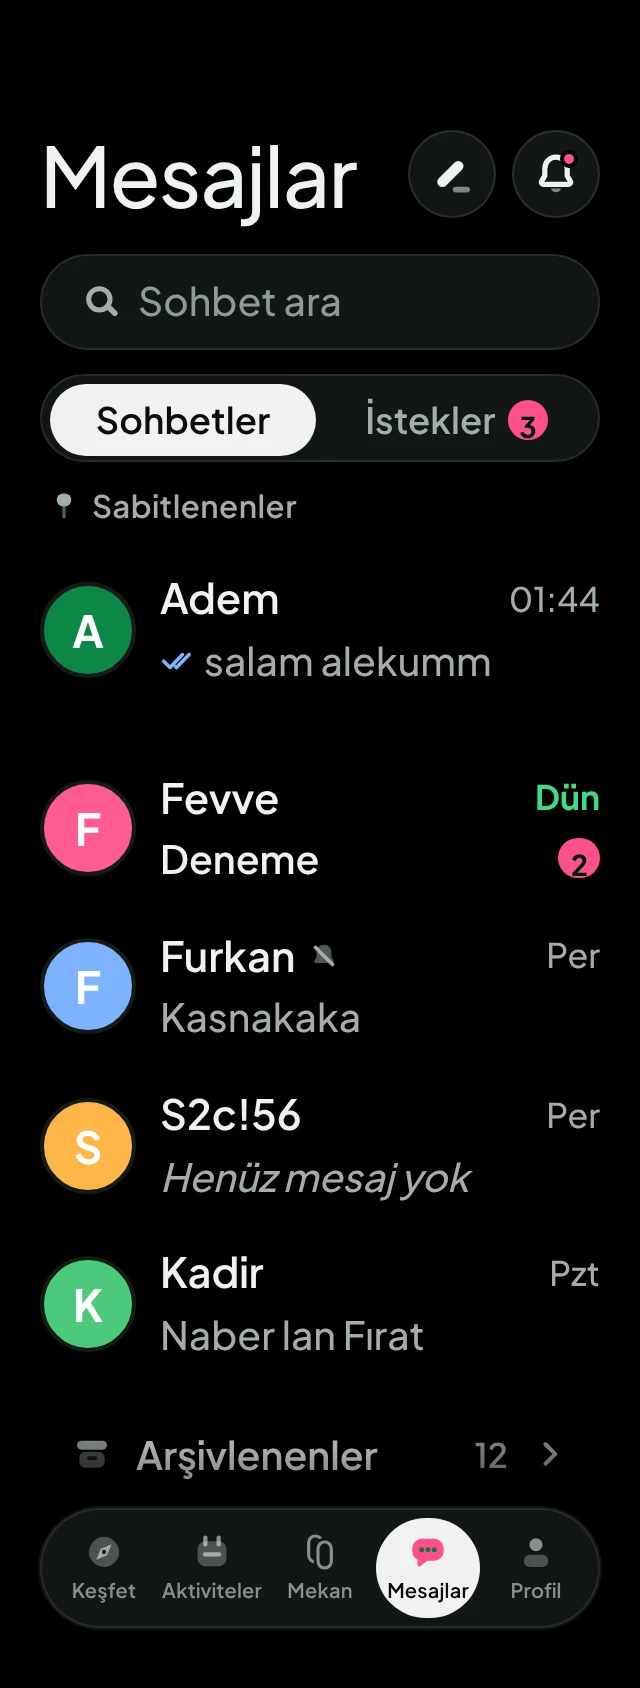 Mesajlar
Sohbet ara
Sohbetler
İstekler 3
Sabitlenenler
A
Adem 01:44
salam alekumm
F
Fevve Dün
Deneme 2
F
Furkan Per
Kasnakaka
S
S2c!56 Per
Henüz mesaj yok
K
Kadir Pzt
Naber lan Fırat
Arşivlenenler 12
Keşfet Aktiviteler Mekan Mesajlar Profil